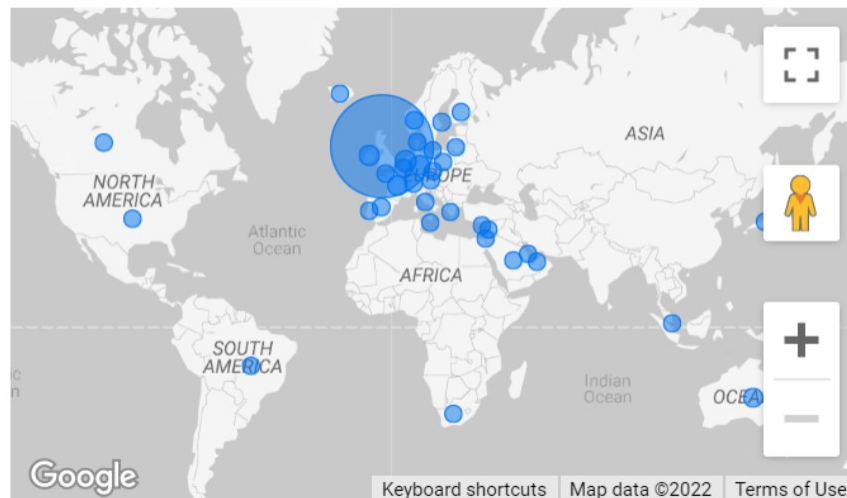 ASIA
NORTH
AMERICA
EUROPE
Atlantic
Ocean
AFRICA
SOUTH
AMERICA
Indian
Ocean
OCEA
Google
Keyboard shortcuts
Map data ©2022
Terms of Use